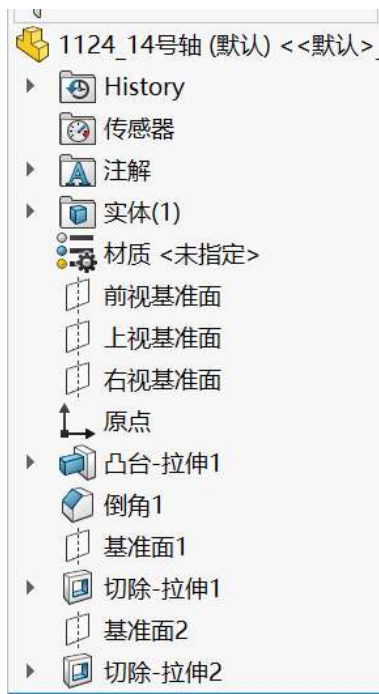 1124_14号轴 (默认) <<默认>_
History
传感器
注解
实体(1)
材质 <未指定>
前视基准面
上视基准面
右视基准面
原点
凸台-拉伸1
倒角1
基准面1
切除-拉伸1
基准面2
切除-拉伸2